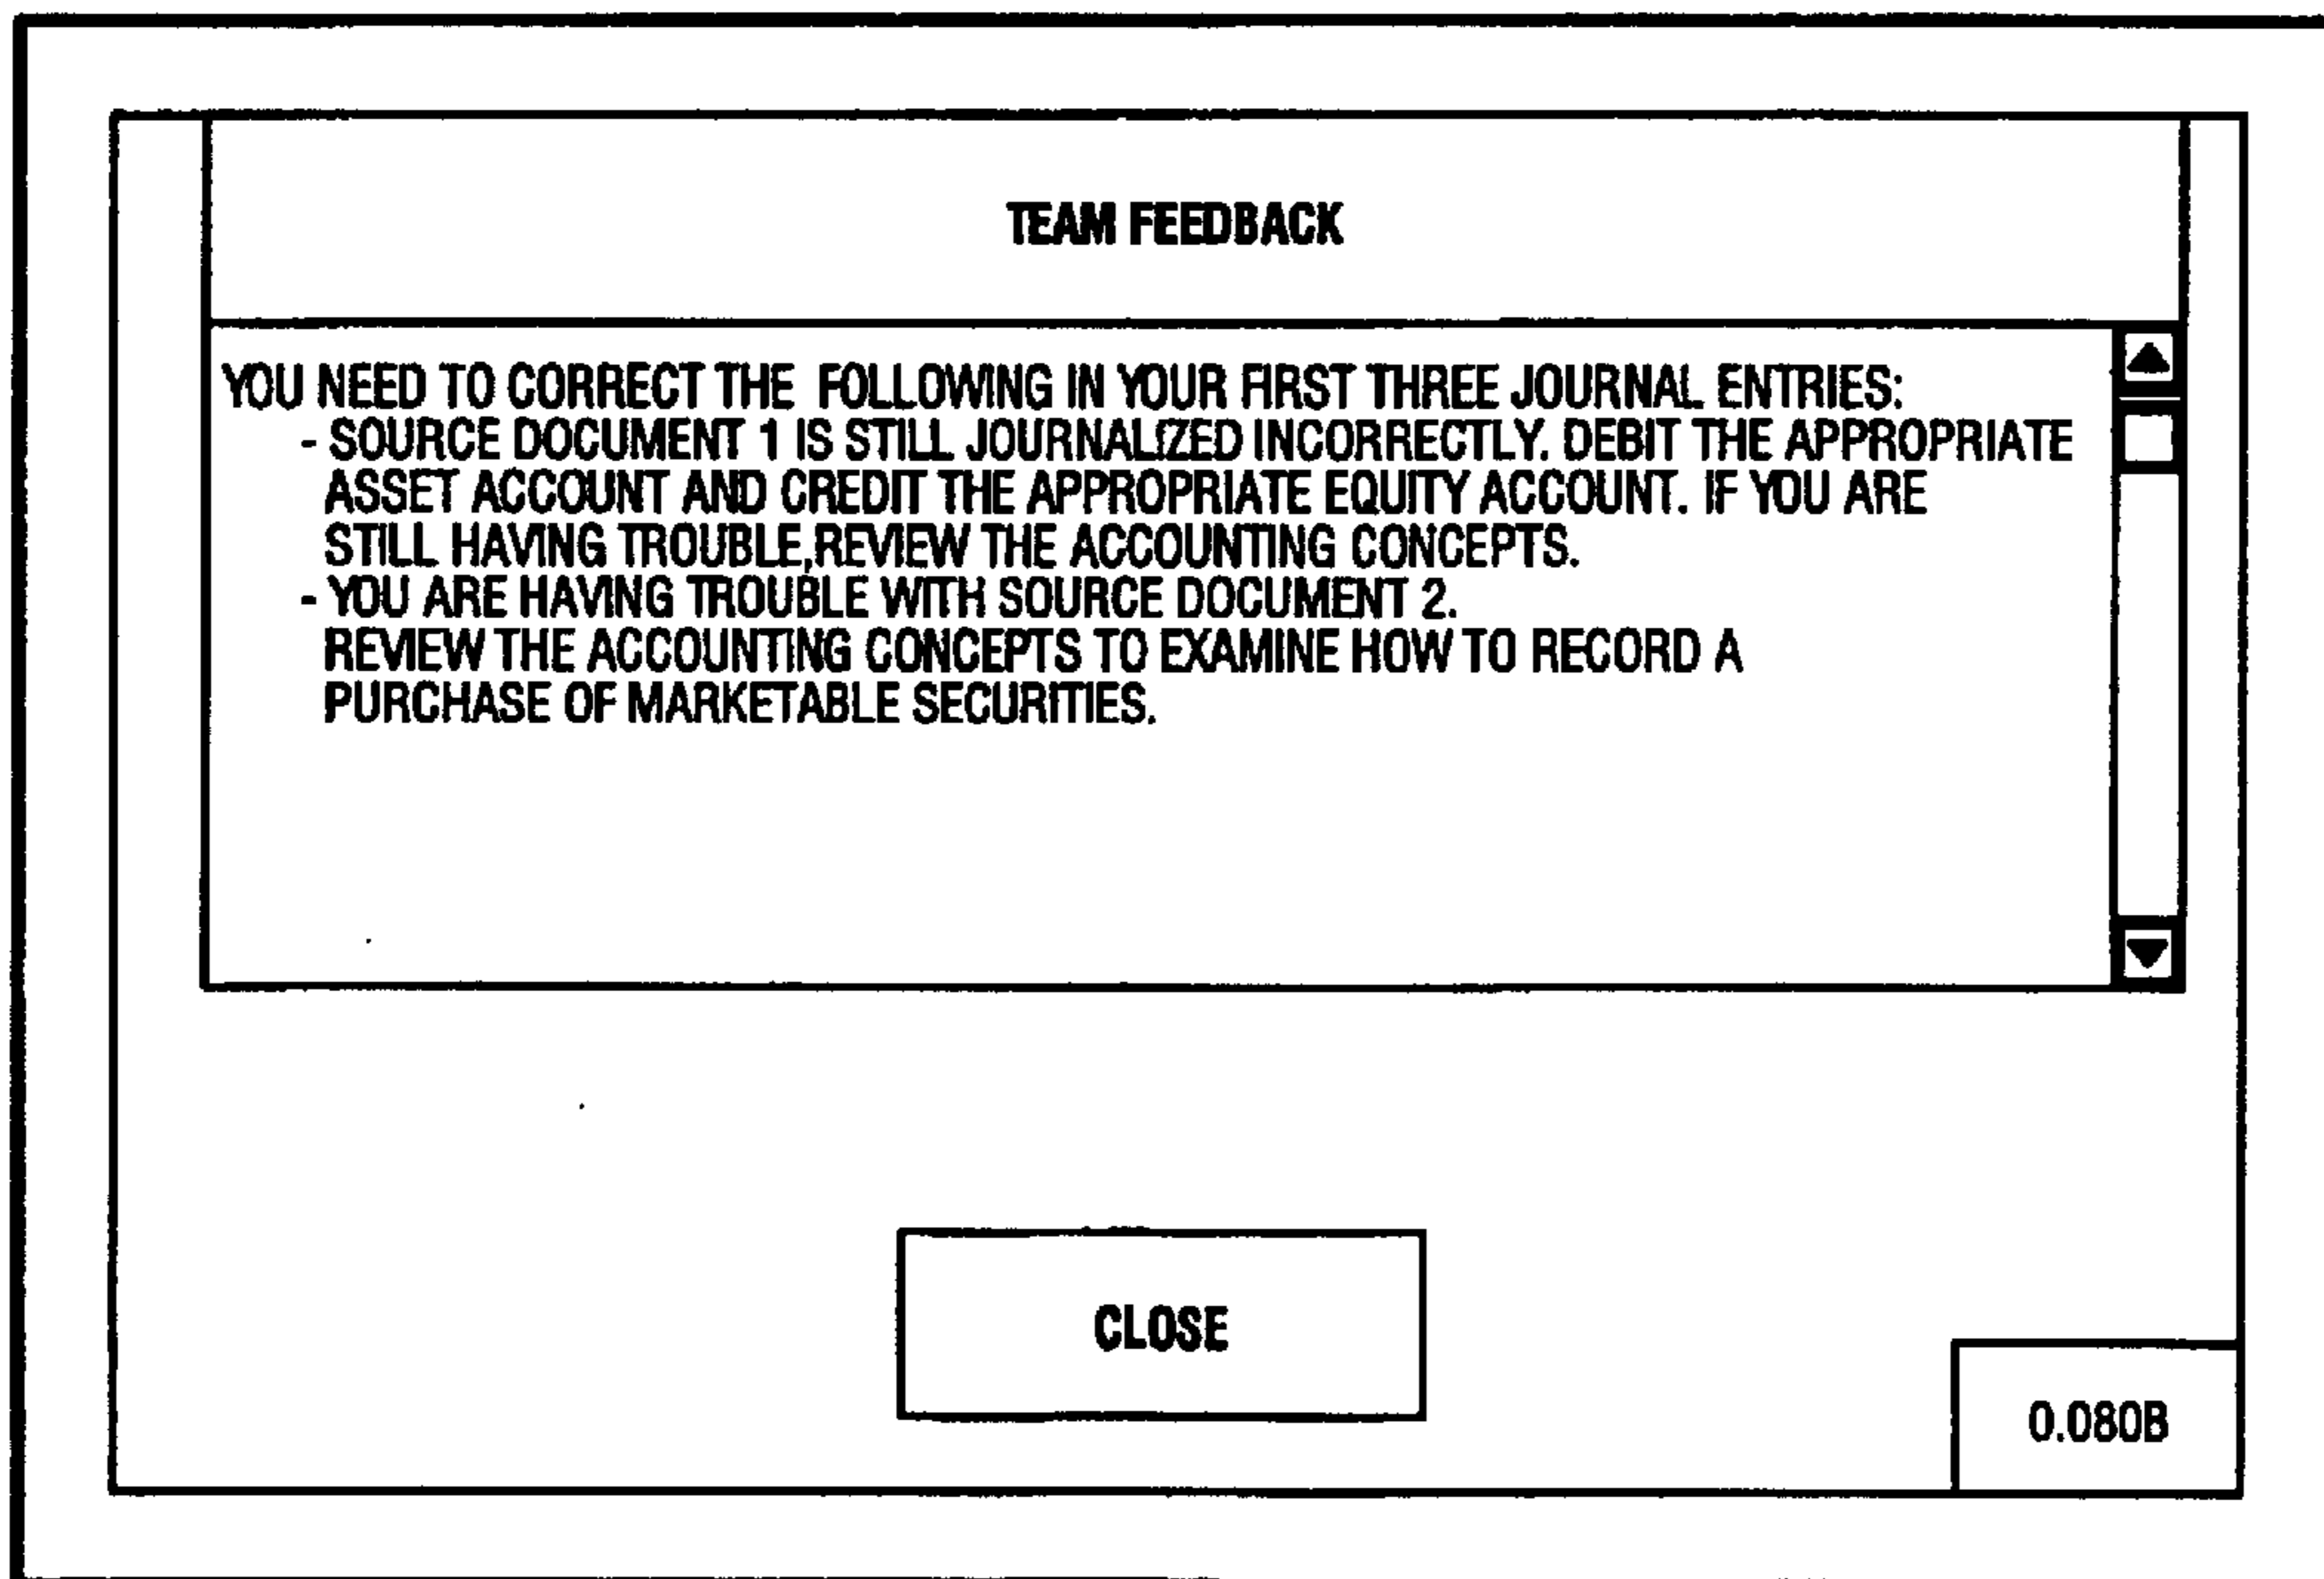 TEAM FEEDBACK
YOU NEED TO CORRECT THE FOLLOWING IN YOUR FIRST THREE JOURNAL ENTRIES:
- SOURCE DOCUMENT 1 IS STILL JOURNALIZED INCORRECTLY. DEBIT THE APPROPRIATE
ASSET ACCOUNT AND CREDIT THE APPROPRIATE EQUITY ACCOUNT. IF YOU ARE
STILL HAVING TROUBLE,REVIEW THE ACCOUNTING CONCEPTS.
- YOU ARE HAVING TROUBLE WITH SOURCE DOCUMENT 2.
REVIEW THE ACCOUNTING CONCEPTS TO EXAMINE HOW TO RECORD A
PURCHASE OF MARKETABLE SECURITIES.
CLOSE
0.080B